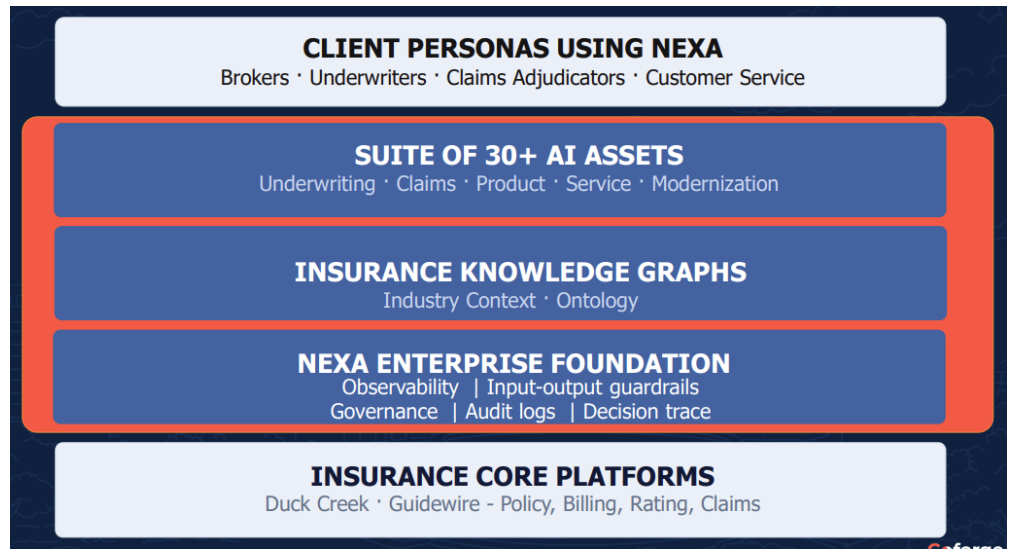 CLIENT PERSONAS USING NEXA
Brokers · Underwriters · Claims Adjudicators · Customer Service
SUITE OF 30+ AI ASSETS
Underwriting · Claims · Product · Service · Modernization
INSURANCE KNOWLEDGE GRAPHS
Industry Context · Ontology
NEXA ENTERPRISE FOUNDATION
Observability | Input-output guardrails
Governance | Audit logs | Decision trace
INSURANCE CORE PLATFORMS
Duck Creek · Guidewire - Policy, Billing, Rating, Claims
Coforge